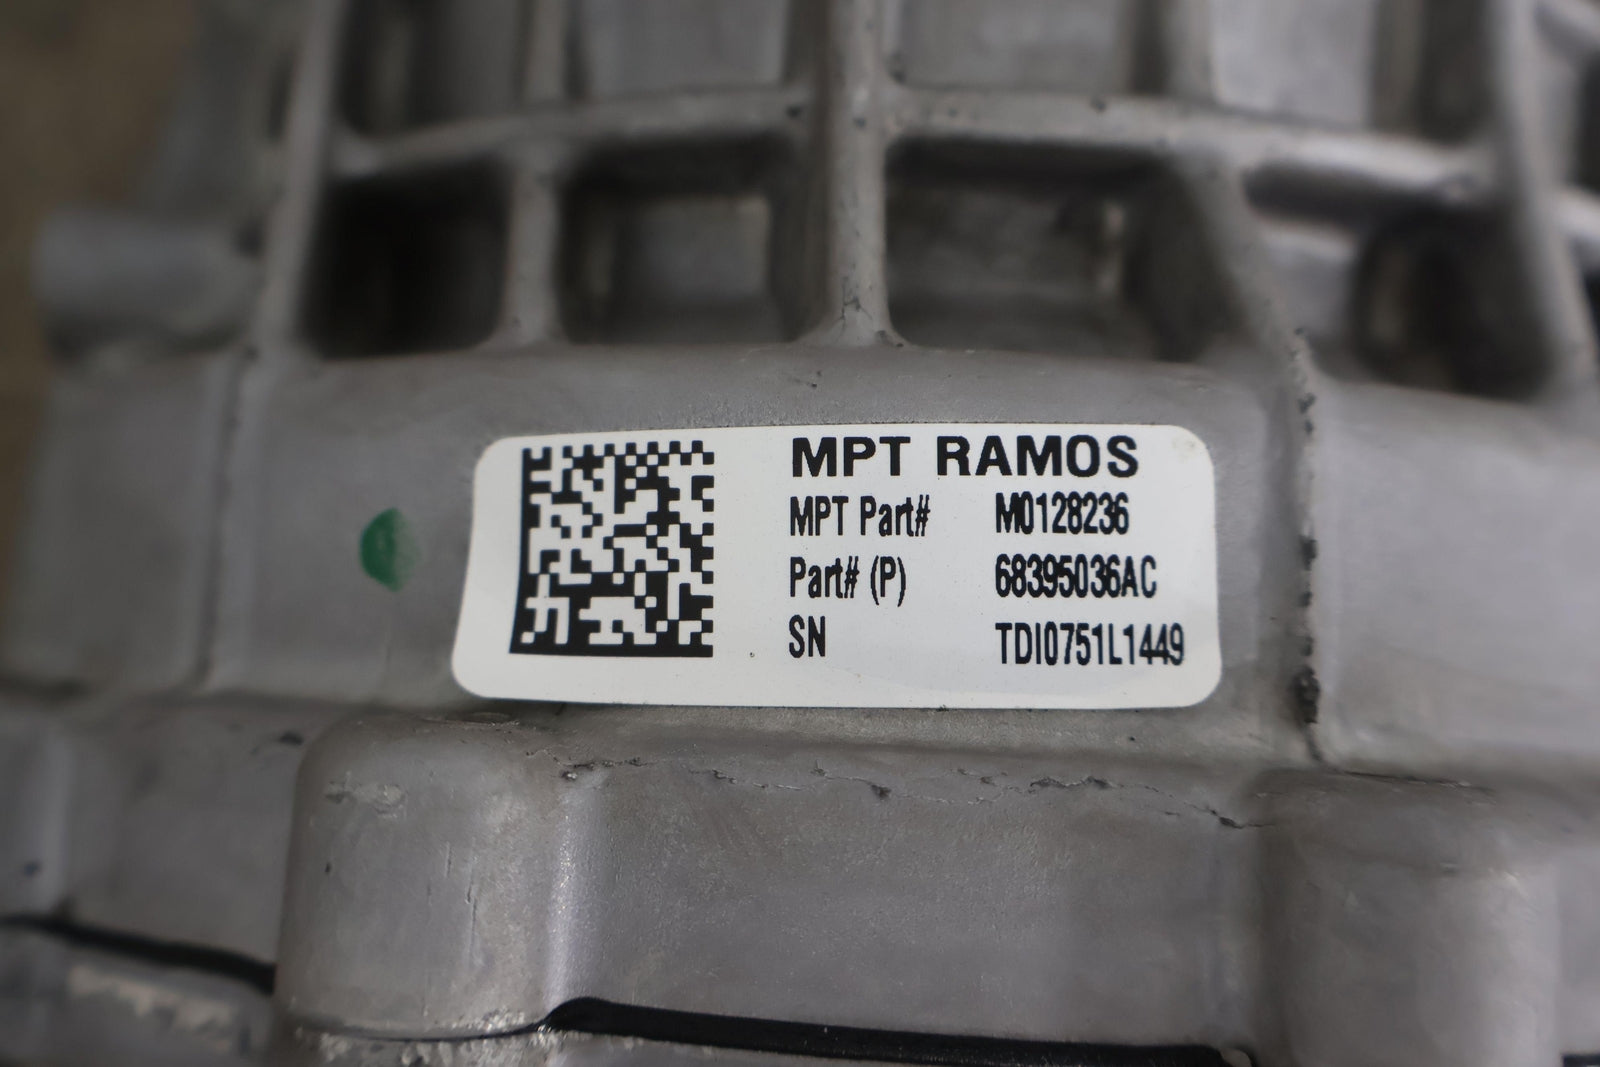 MPT RAMOS
MPT Part# M0128236
Part# (P) 68395036AC
SN TDI0751L1449